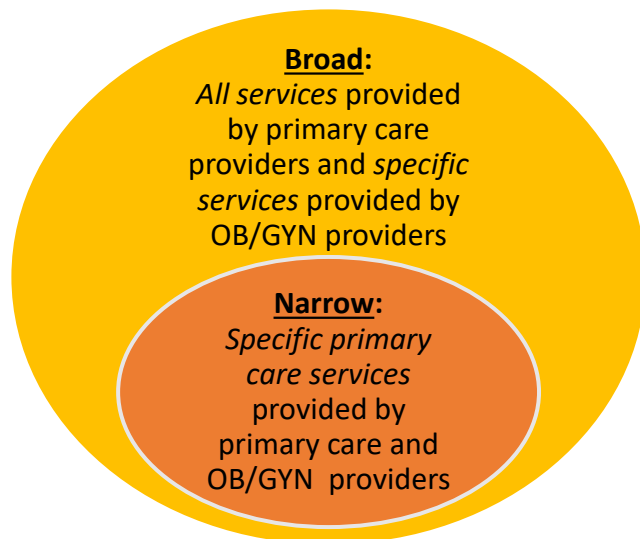 Broad:
All services provided
by primary care
providers and specific
services provided by
OB/GYN providers
Narrow:
Specific primary
care services
provided by
primary care and
OB/GYN  providers